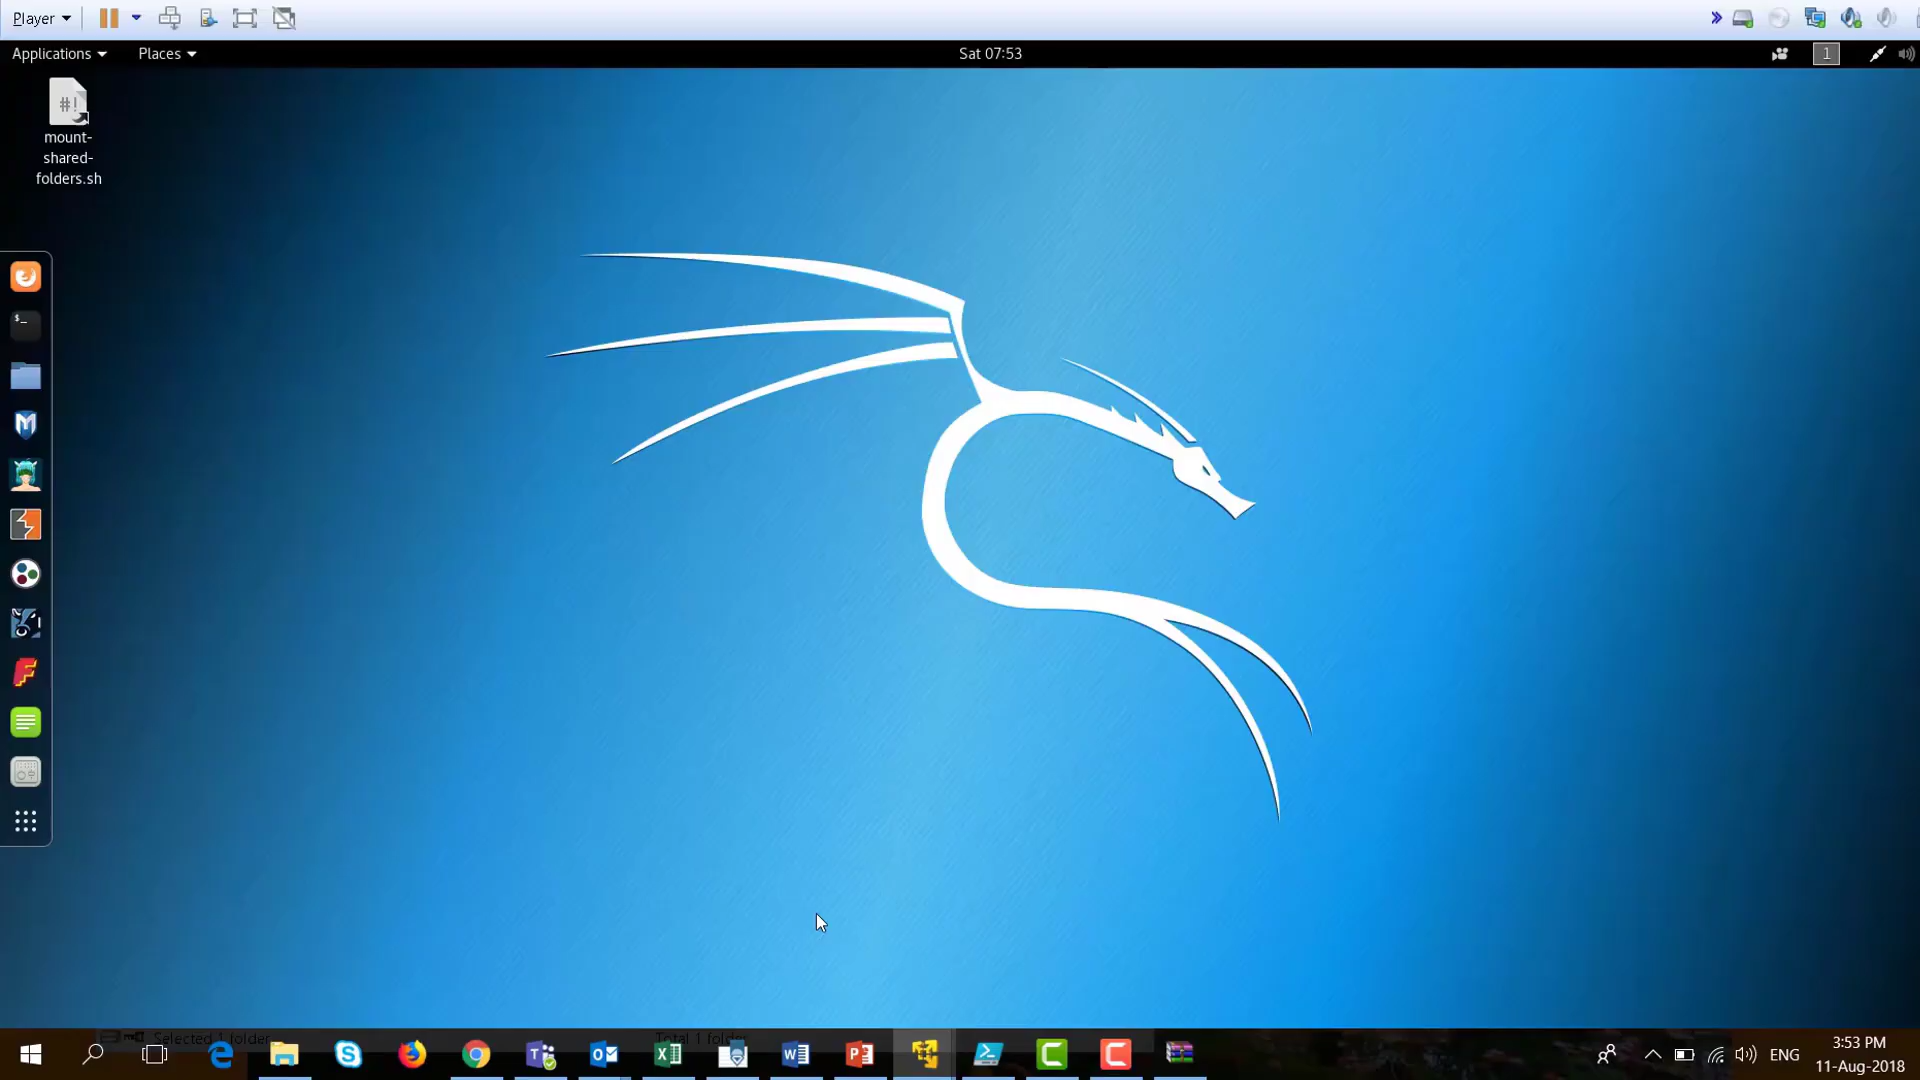 Player
Applications Places Sat 07:53 1
#!
mount-
shared-
folders.sh
$_
Selected 1 folder Total 1 folder
ENG
3:53 PM
11-Aug-2018